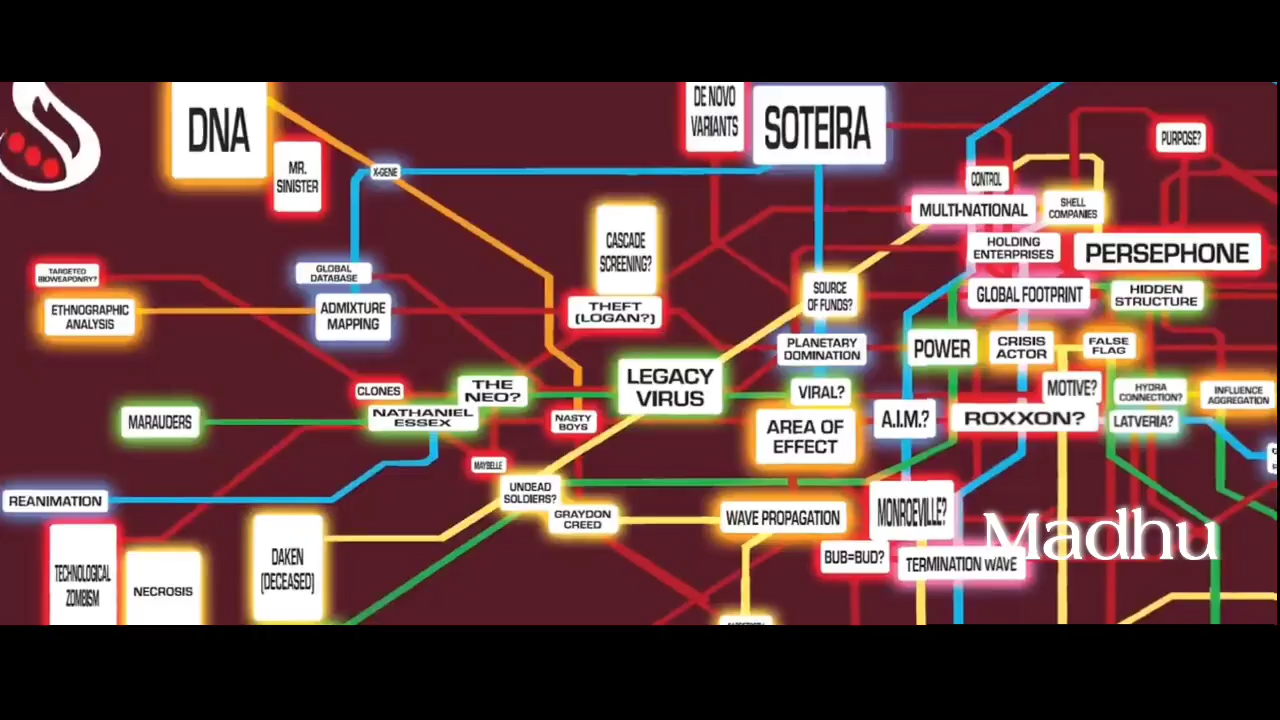 DNA
MR.
SINISTER
X-GENE
DE NOVO
VARIANTS
SOTEIRA
PURPOSE?
CONTROL
MULTI-NATIONAL
SHELL
COMPANIES
HOLDING
ENTERPRISES
PERSEPHONE
CASCADE
SCREENING?
TARGETED
BIOWEAPONRY?
GLOBAL
DATABASE
ETHNOGRAPHIC
ANALYSIS
ADMIXTURE
MAPPING
THEFT
(LOGAN?)
SOURCE
OF FUNDS?
GLOBAL FOOTPRINT
HIDDEN
STRUCTURE
PLANETARY
DOMINATION
POWER
CRISIS
ACTOR
FALSE
FLAG
CLONES
THE
NEO?
LEGACY
VIRUS
VIRAL?
MOTIVE?
HYDRA
CONNECTION?
INFLUENCE
AGGREGATION
MARAUDERS
NATHANIEL
ESSEX
NASTY
BOYS
AREA OF
EFFECT
A.I.M.?
ROXXON?
LATVERIA?
MAYBELLE
REANIMATION
UNDEAD
SOLDIERS?
GRAYDON
CREED
WAVE PROPAGATION
MONROEVILLE?
Madhu
TECHNOLOGICAL
ZOMBISM
NECROSIS
DAKEN
(DECEASED)
BUB=BUD?
TERMINATION WAVE